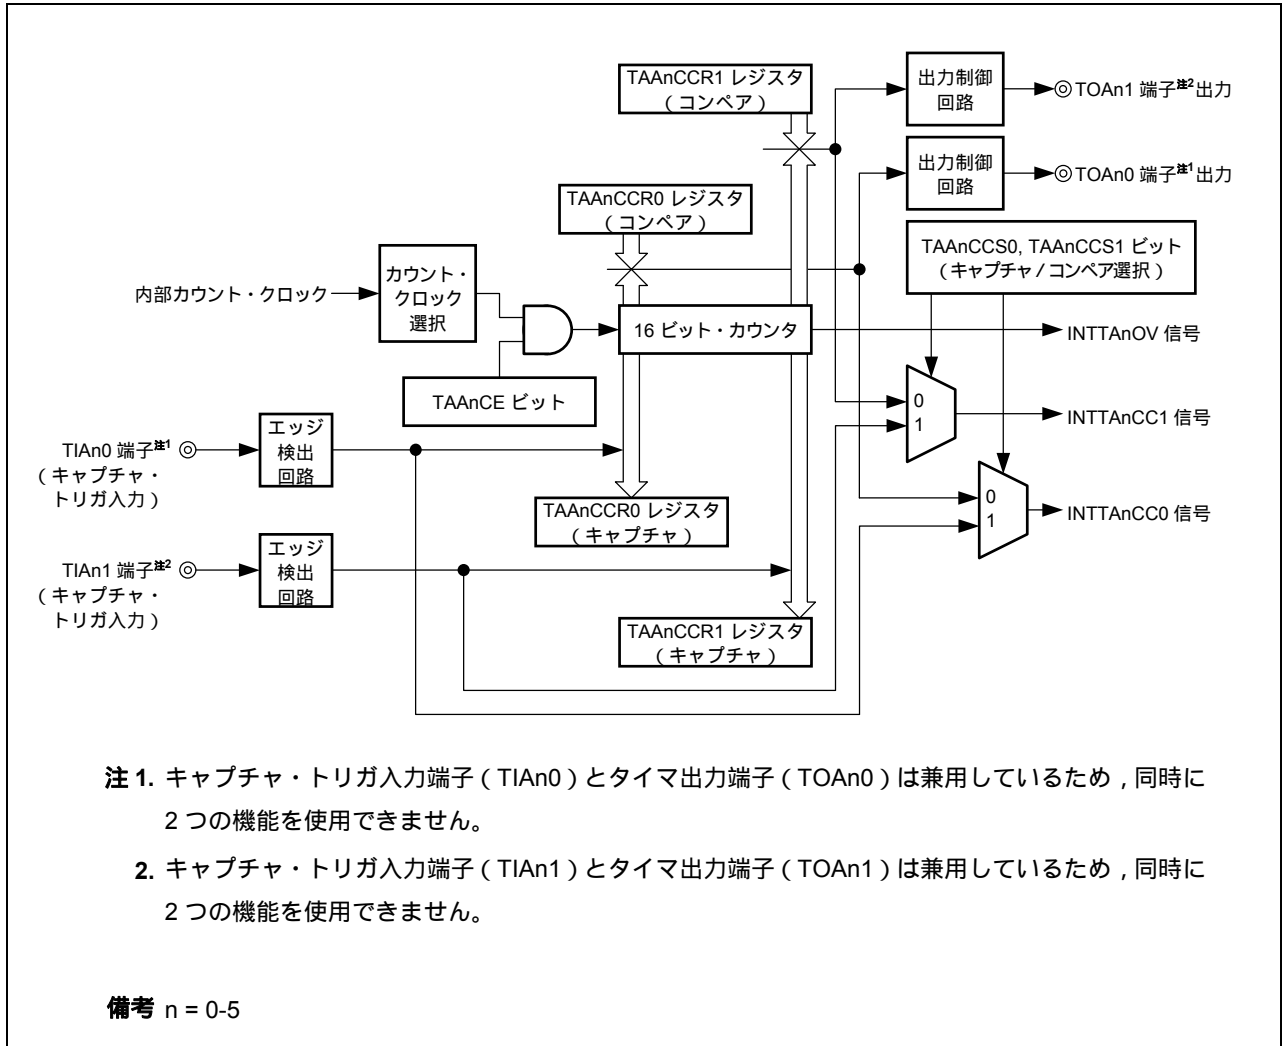 TAAnCCR1 レジスタ
（コンペア）
出力制御
回路
TOAn1 端子注2出力
出力制御
回路
TOAn0 端子注1出力
TAAnCCR0 レジスタ
（コンペア）
TAAnCCS0, TAAnCCS1 ビット
（キャプチャ / コンペア選択）
内部カウント・クロック
カウント・
クロック
選択
16 ビット・カウンタ
INTTAnOV 信号
TAAnCE ビット
0
1
INTTAnCC1 信号
TIAn0 端子注1
（キャプチャ・
トリガ入力）
エッジ
検出
回路
TAAnCCR0 レジスタ
（キャプチャ）
0
1
INTTAnCC0 信号
TIAn1 端子注2
（キャプチャ・
トリガ入力）
エッジ
検出
回路
TAAnCCR1 レジスタ
（キャプチャ）
注 1. キャプチャ・トリガ入力端子（TIAn0）とタイマ出力端子（TOAn0）は兼用しているため，同時に
2 つの機能を使用できません。
2. キャプチャ・トリガ入力端子（TIAn1）とタイマ出力端子（TOAn1）は兼用しているため，同時に
2 つの機能を使用できません。
備考 n = 0-5